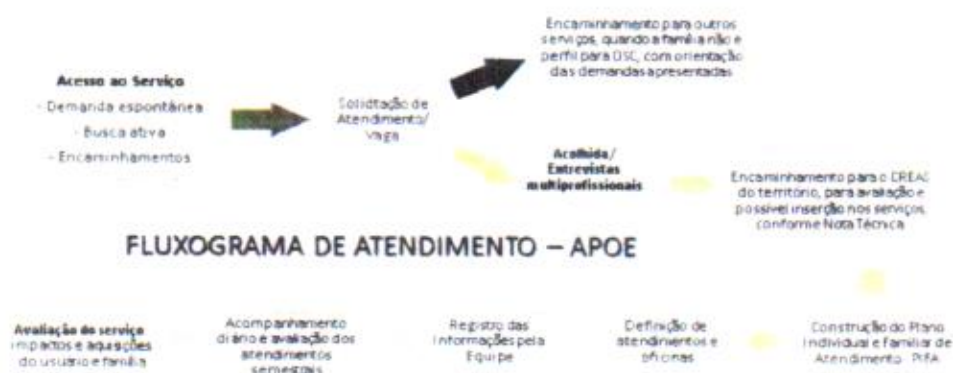 Acesso ao Serviço
- Demanda espontânea
- Busca ativa
- Encaminhamentos
Solicitação de
Atendimento/
Vaga
Encaminhamento para outros
serviços, quando a família não e
perfil para OSC, com orientação
das demandas apresentadas
Acolhida/
Entrevistas
multiprofissionais
Encaminhamento para o CREAS
do território, para avaliação e
possível inserção nos serviços,
conforme Nota Técnica
FLUXOGRAMA DE ATENDIMENTO – APOE
Construção do Plano
Individual e Familiar de
Atendimento - PIFA
Definição de
atendimentos e
oficinas
Registro das
Informações pela
Equipe
Acompanhamento
diário e avaliação dos
atendimentos
semestrais
Avaliação do serviço
impactos e aquisições
do usuário e família